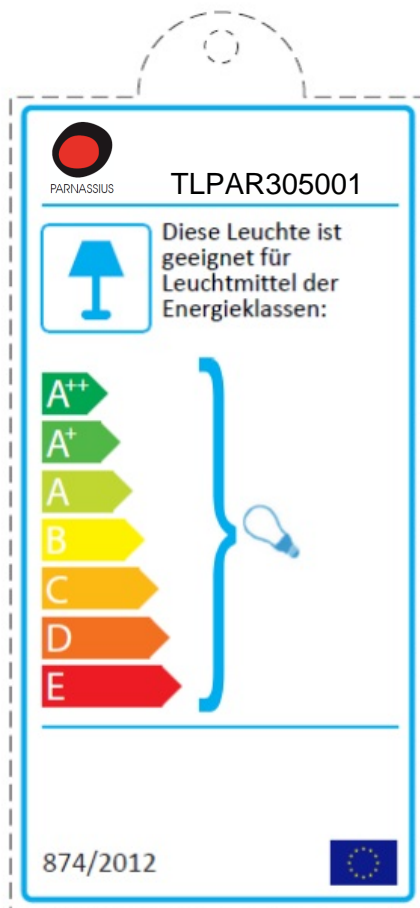 PARNASSIUS
TLPAR305001
Diese Leuchte ist
geeignet für
Leuchtmittel der
Energieklassen:
A++
A+
A
B
C
D
E
874/2012